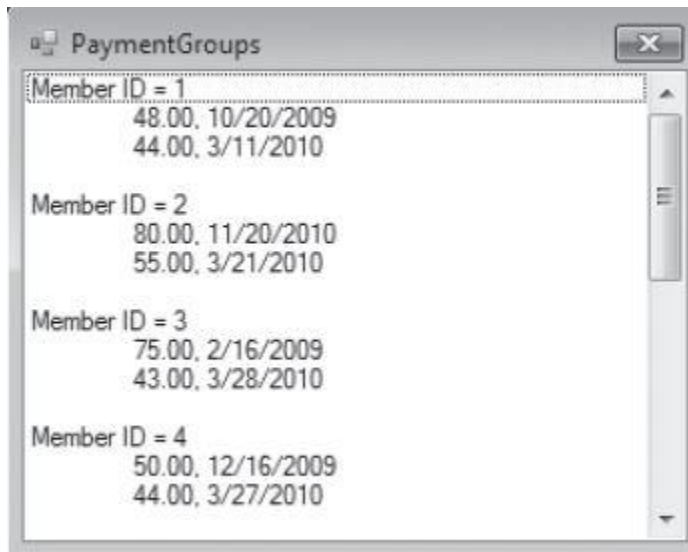 PaymentGroups
Member ID = 1
48.00, 10/20/2009
44.00, 3/11/2010
Member ID = 2
80.00, 11/20/2010
55.00, 3/21/2010
Member ID = 3
75.00, 2/16/2009
43.00, 3/28/2010
Member ID = 4
50.00, 12/16/2009
44.00, 3/27/2010